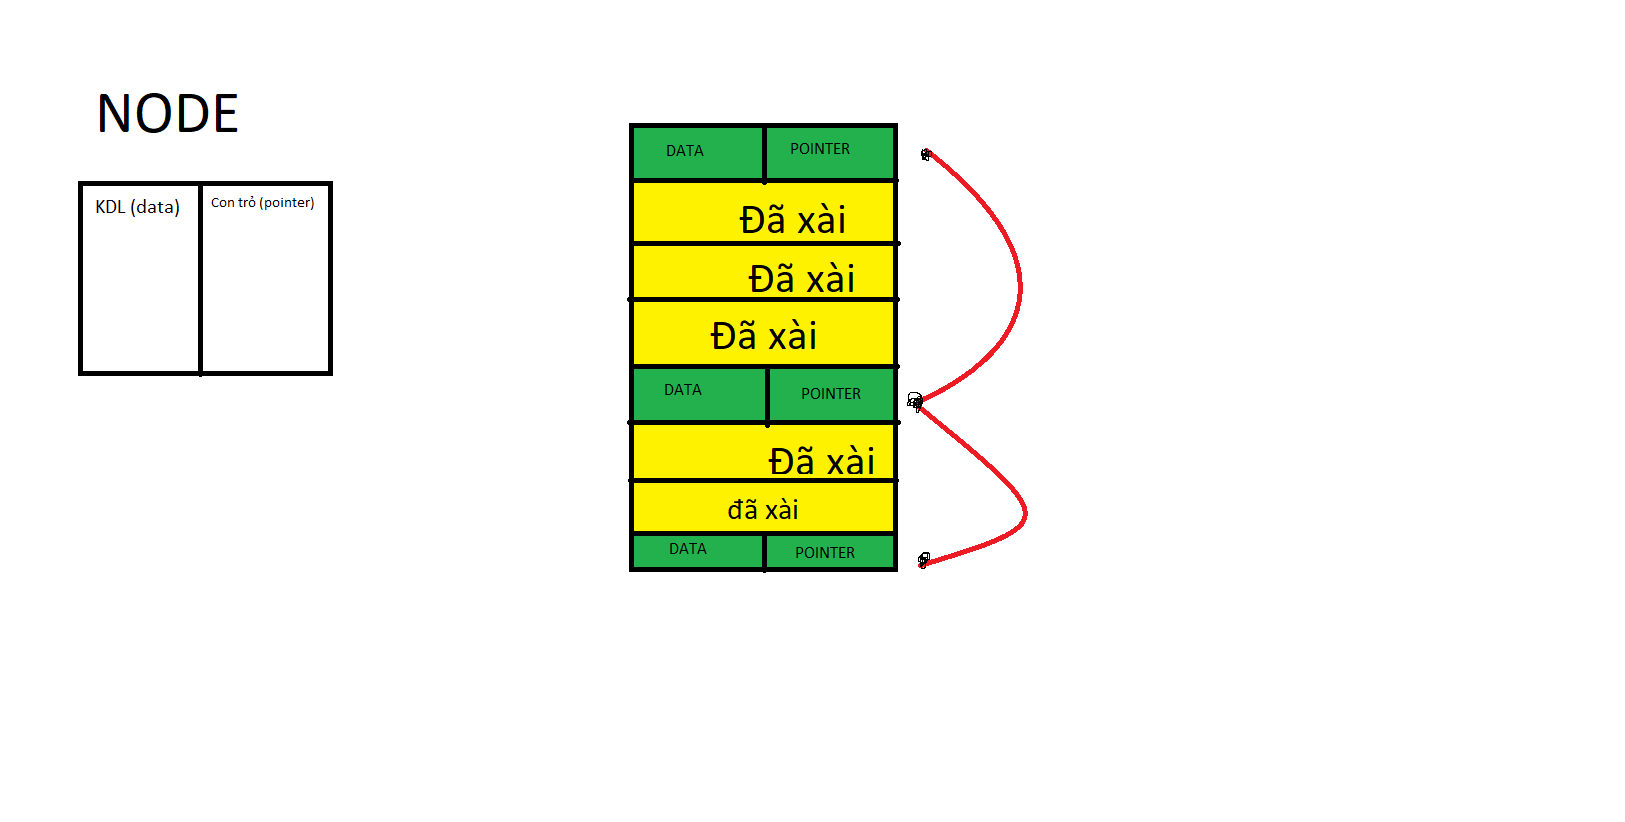 NODE
KDL (data)
Con trỏ (pointer)
DATA
POINTER
Đã xài
Đã xài
Đã xài
DATA
POINTER
Đã xài
đã xài
DATA
POINTER